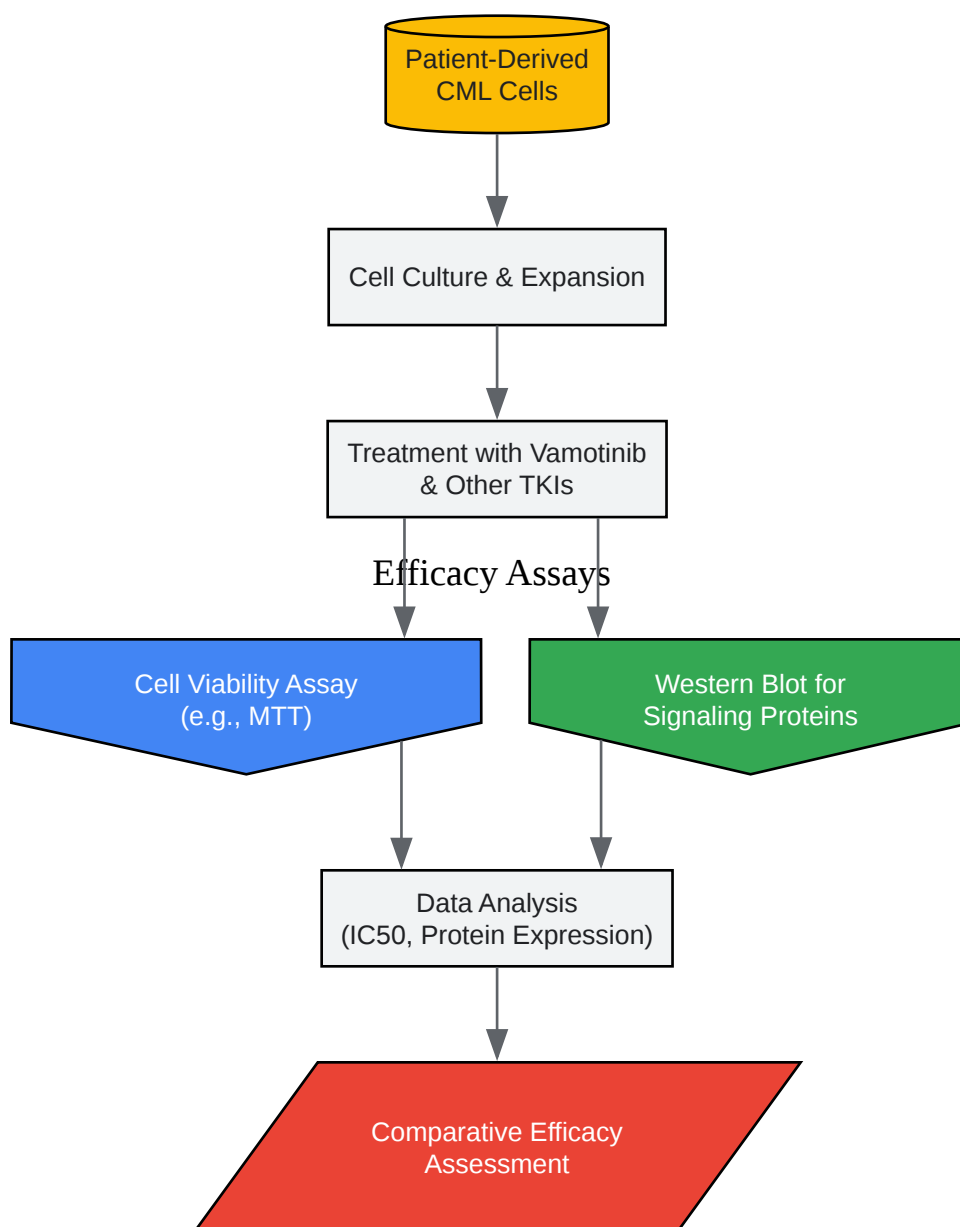 Patient-Derived
CML Cells
Cell Culture & Expansion
Treatment with Vamotinib
& Other TKIs
Efficacy Assays
Cell Viability Assay
(e.g., MTT)
Western Blot for
Signaling Proteins
Data Analysis
(IC50, Protein Expression)
Comparative Efficacy
Assessment